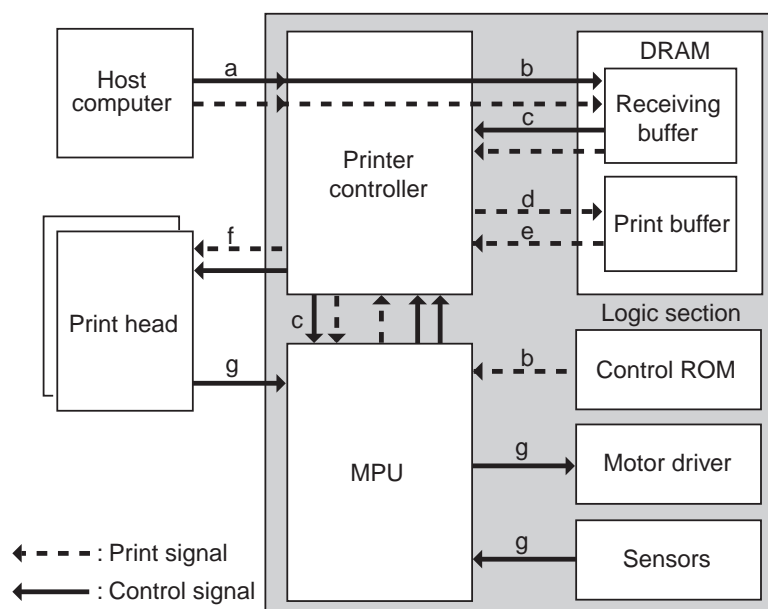 Host
computer
a
b
DRAM
Receiving
buffer
c
Printer
controller
d
Print buffer
e
f
Print head
c
Logic section
b
Control ROM
g
MPU
g
Motor driver
g
Sensors
: Print signal
: Control signal